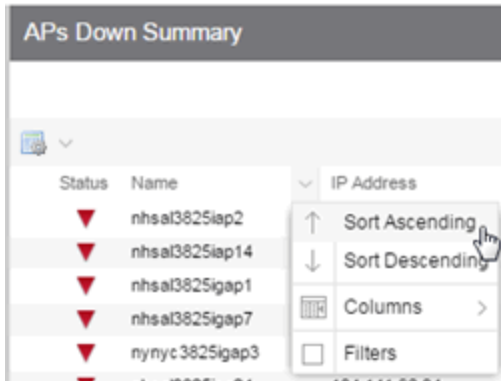 APs Down Summary
Status Name IP Address
nhsal3825iap2
Sort Ascending
nhsal3825iap14
Sort Descending
nhsal3825igap1
nhsal3825igap7
Columns
nynyc3825igap3
Filters